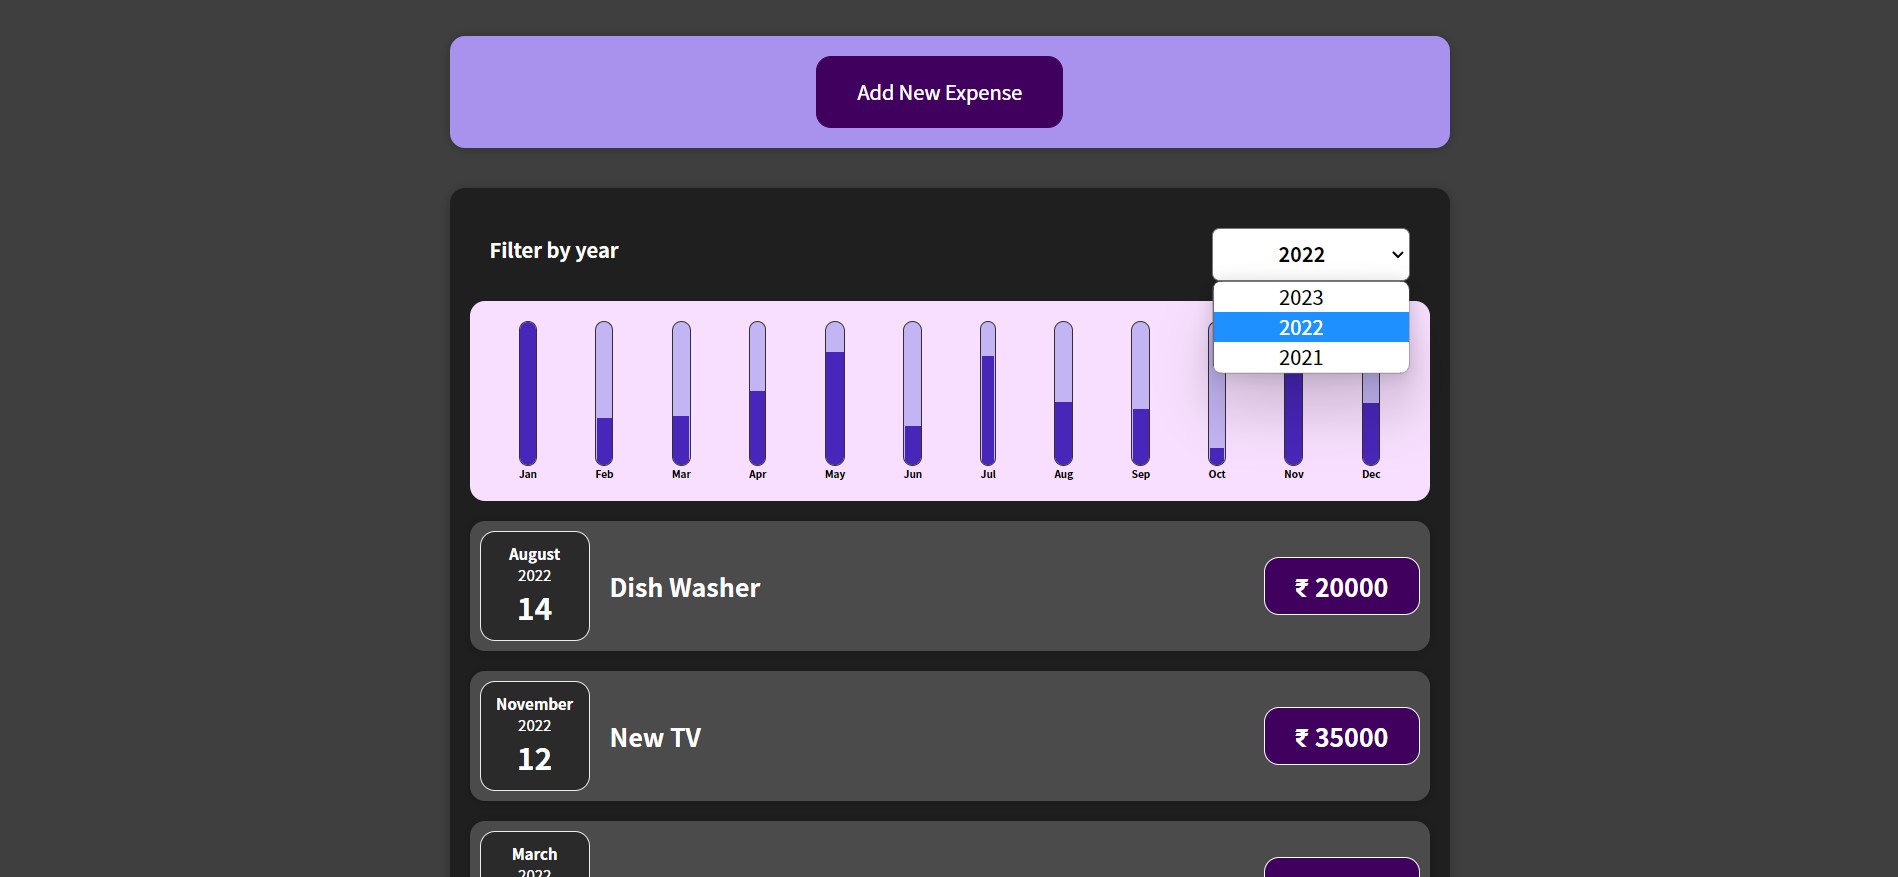 Add New Expense
Filter by year
2022
2023
2022
2021
Jan Feb Mar Apr May Jun Jul Aug Sep Oct Nov Dec
August
2022
14
Dish Washer
₹ 20000
November
2022
12
New TV
₹ 35000
March
2022